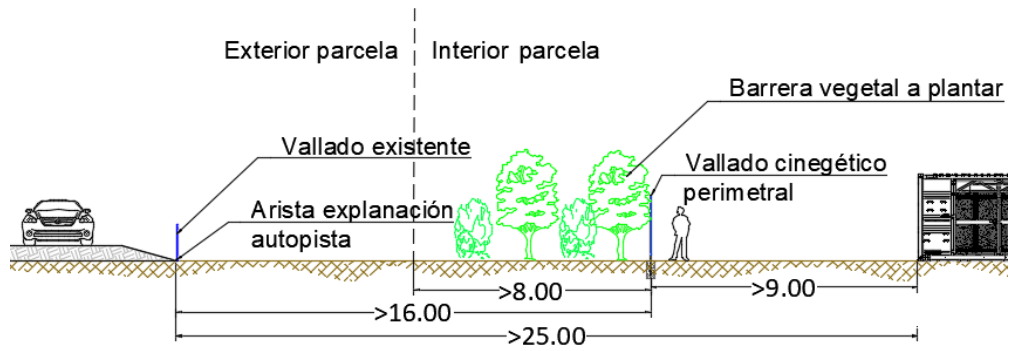 Exterior parcela
Interior parcela
Barrera vegetal a plantar
Vallado existente
Vallado cinegético
perimetral
Arista explanación
autopista
>8.00
>9.00
>16.00
>25.00